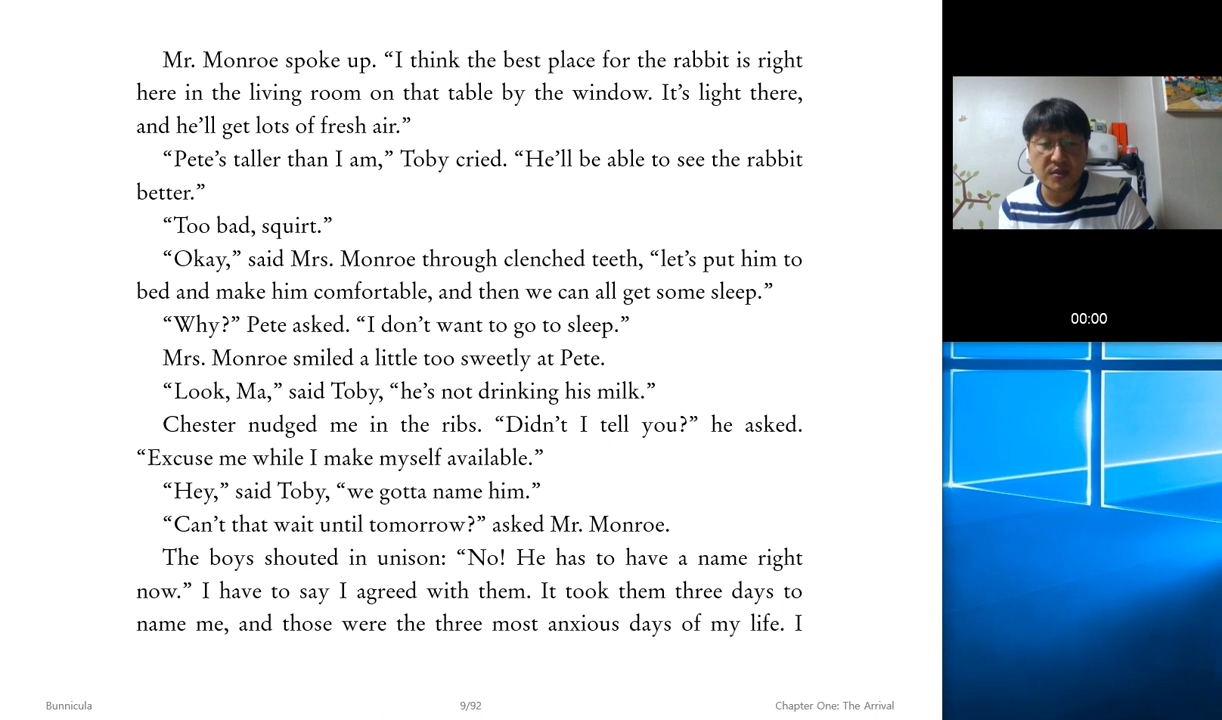 Mr. Monroe spoke up. “I think the best place for the rabbit is right
here in the living room on that table by the window. It’s light there,
and he’ll get lots of fresh air.”
“Pete’s taller than I am,” Toby cried. “He’ll be able to see the rabbit
better.”
“Too bad, squirt.”
“Okay,” said Mrs. Monroe through clenched teeth, “let’s put him to
bed and make him comfortable, and then we can all get some sleep.”
“Why?” Pete asked. “I don’t want to go to sleep.”
Mrs. Monroe smiled a little too sweetly at Pete.
“Look, Ma,” said Toby, “he’s not drinking his milk.”
Chester nudged me in the ribs. “Didn’t I tell you?” he asked.
“Excuse me while I make myself available.”
“Hey,” said Toby, “we gotta name him.”
“Can’t that wait until tomorrow?” asked Mr. Monroe.
The boys shouted in unison: “No! He has to have a name right
now.” I have to say I agreed with them. It took them three days to
name me, and those were the three most anxious days of my life. I
Bunnicula
9/92
Chapter One: The Arrival
00:00